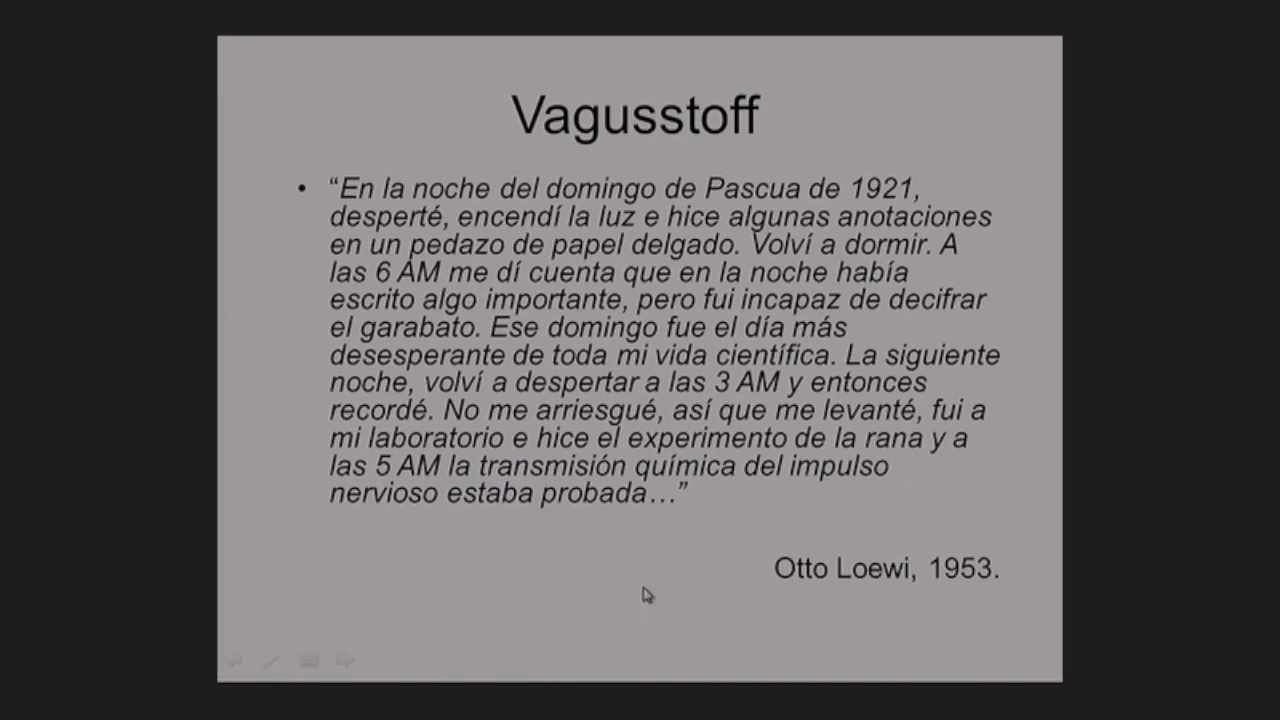 Vagusstoff
• “En la noche del domingo de Pascua de 1921,
desperté, encendí la luz e hice algunas anotaciones
en un pedazo de papel delgado. Volví a dormir. A
las 6 AM me dí cuenta que en la noche había
escrito algo importante, pero fui incapaz de decifrar
el garabato. Ese domingo fue el día más
desesperante de toda mi vida científica. La siguiente
noche, volví a despertar a las 3 AM y entonces
recordé. No me arriesgué, así que me levanté, fui a
mi laboratorio e hice el experimento de la rana y a
las 5 AM la transmisión química del impulso
nervioso estaba probada…”
Otto Loewi, 1953.